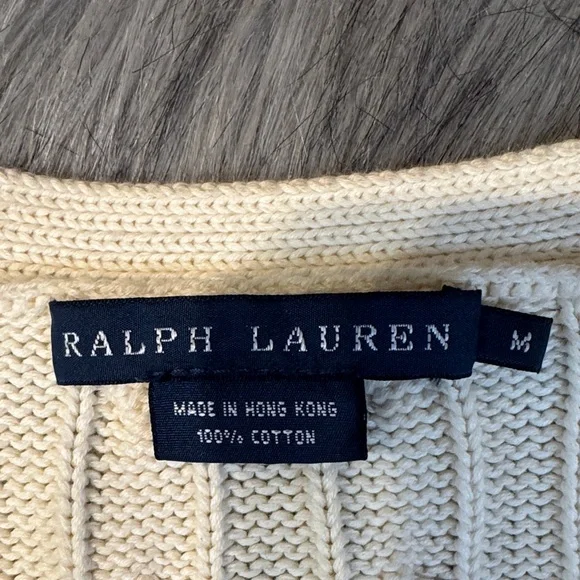 RALPH LAUREN
M
MADE IN HONG KONG
100% COTTON